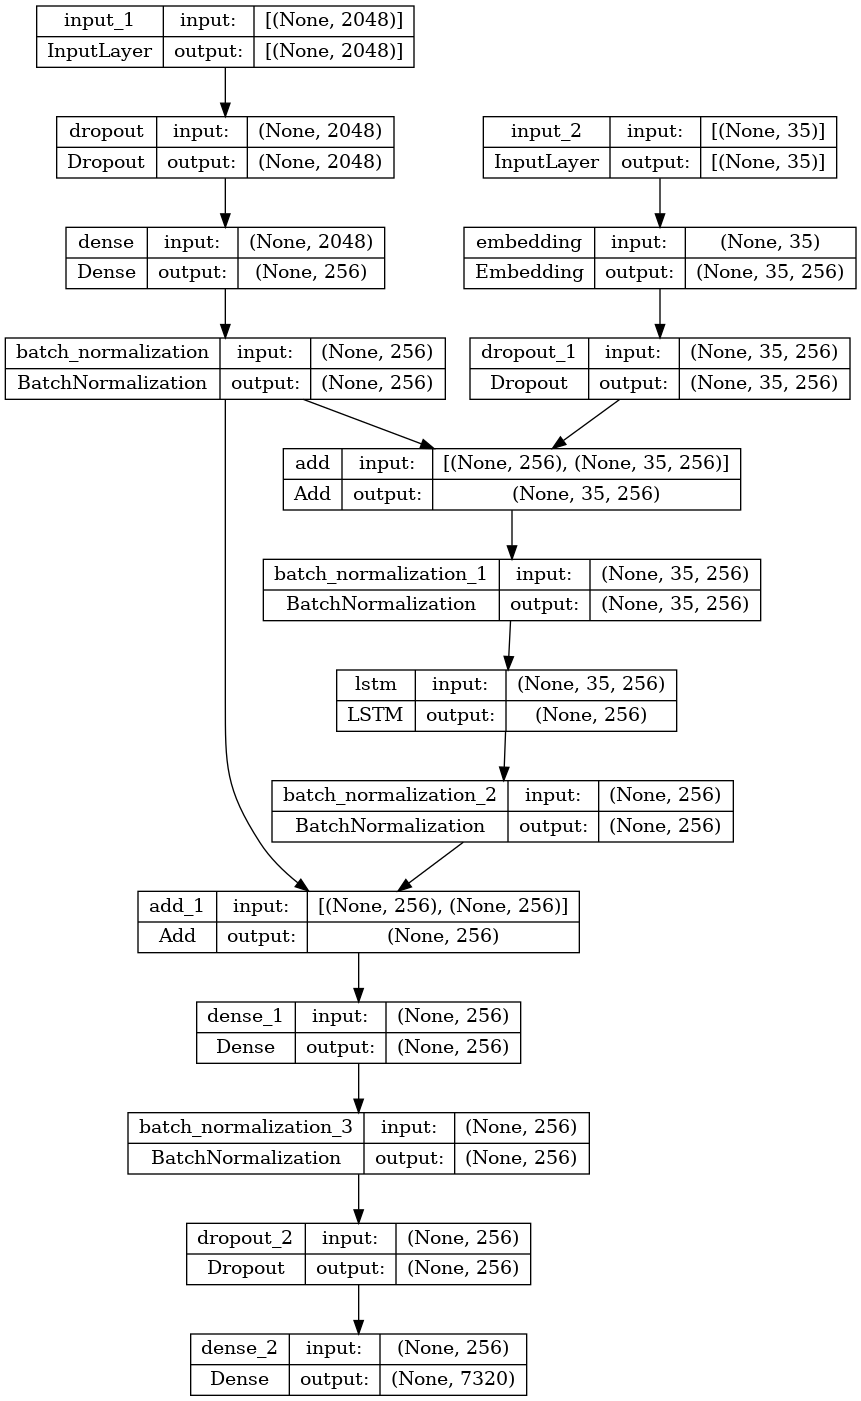 input_1 input: [(None, 2048)]
InputLayer output: [(None, 2048)]
dropout input: (None, 2048)
Dropout output: (None, 2048)
input_2 input: [(None, 35)]
InputLayer output: [(None, 35)]
dense input: (None, 2048)
Dense output: (None, 256)
embedding input: (None, 35)
Embedding output: (None, 35, 256)
batch_normalization input: (None, 256)
BatchNormalization output: (None, 256)
dropout_1 input: (None, 35, 256)
Dropout output: (None, 35, 256)
add input: [(None, 256), (None, 35, 256)]
Add output: (None, 35, 256)
batch_normalization_1 input: (None, 35, 256)
BatchNormalization output: (None, 35, 256)
lstm input: (None, 35, 256)
LSTM output: (None, 256)
batch_normalization_2 input: (None, 256)
BatchNormalization output: (None, 256)
add_1 input: [(None, 256), (None, 256)]
Add output: (None, 256)
dense_1 input: (None, 256)
Dense output: (None, 256)
batch_normalization_3 input: (None, 256)
BatchNormalization output: (None, 256)
dropout_2 input: (None, 256)
Dropout output: (None, 256)
dense_2 input: (None, 256)
Dense output: (None, 7320)